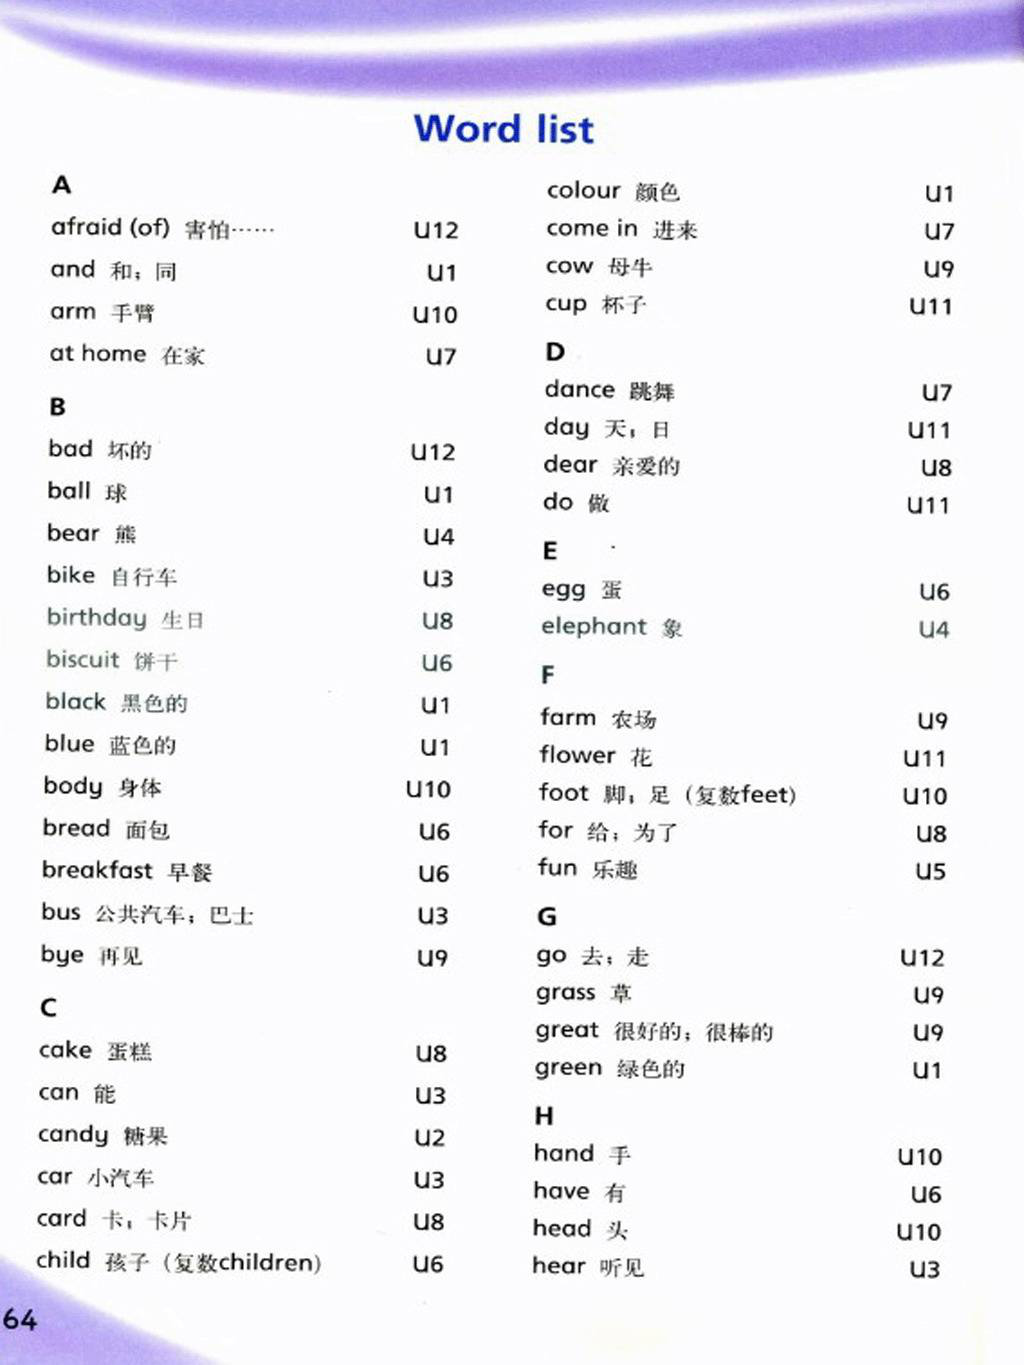 Word list
A
afraid (of) 害怕…… U12
and 和；同 U1
arm 手臂 U10
at home 在家 U7
B
bad 坏的 U12
ball 球 U1
bear 熊 U4
bike 自行车 U3
birthday 生日 U8
biscuit 饼干 U6
black 黑色的 U1
blue 蓝色的 U1
body 身体 U10
bread 面包 U6
breakfast 早餐 U6
bus 公共汽车；巴士 U3
bye 再见 U9
C
cake 蛋糕 U8
can 能 U3
candy 糖果 U2
car 小汽车 U3
card 卡；卡片 U8
child 孩子（复数children） U6
colour 颜色 U1
come in 进来 U7
cow 母牛 U9
cup 杯子 U11
D
dance 跳舞 U7
day 天；日 U11
dear 亲爱的 U8
do 做 U11
E
egg 蛋 U6
elephant 象 U4
F
farm 农场 U9
flower 花 U11
foot 脚；足（复数feet） U10
for 给；为了 U8
fun 乐趣 U5
G
go 去；走 U12
grass 草 U9
great 很好的；很棒的 U9
green 绿色的 U1
H
hand 手 U10
have 有 U6
head 头 U10
hear 听见 U3
64